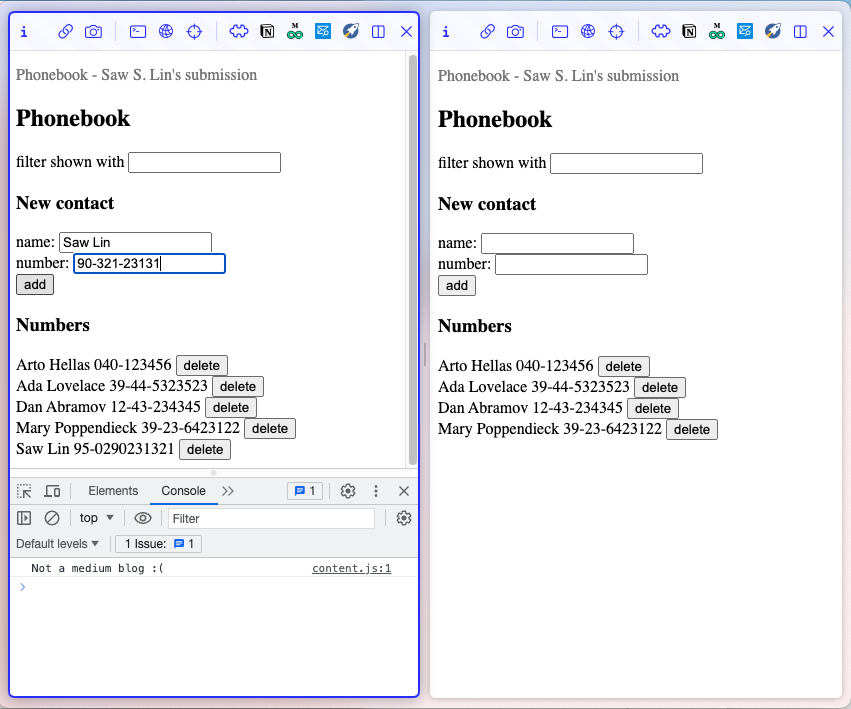 Phonebook - Saw S. Lin's submission
Phonebook
filter shown with
New contact
name: Saw Lin
number: 90-321-23131
add
Numbers
Arto Hellas 040-123456 delete
Ada Lovelace 39-44-5323523 delete
Dan Abramov 12-43-234345 delete
Mary Poppendieck 39-23-6423122 delete
Saw Lin 95-0290231321 delete
Elements Console 1
top Filter
Default levels 1 Issue: 1
Not a medium blog :( content.js:1
M
Phonebook - Saw S. Lin's submission
Phonebook
filter shown with
New contact
name:
number:
add
Numbers
Arto Hellas 040-123456 delete
Ada Lovelace 39-44-5323523 delete
Dan Abramov 12-43-234345 delete
Mary Poppendieck 39-23-6423122 delete